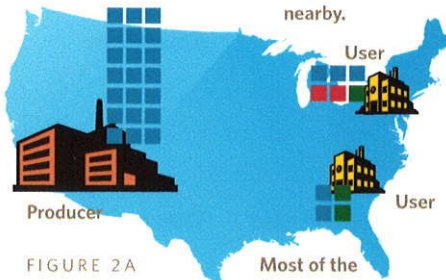 nearby.
User
User
Producer
FIGURE 2A
Most of the